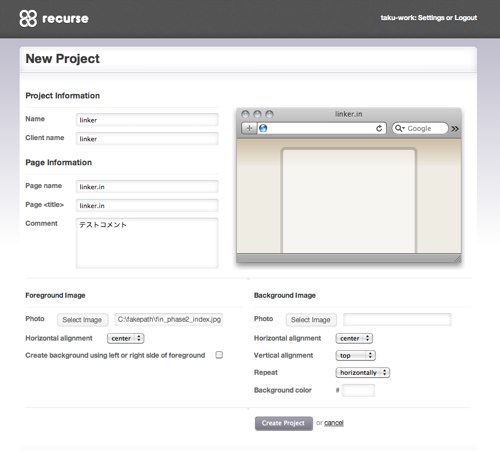 recurse
taku-work: Settings or Logout
New Project
Project Information
Name
linker
Client name
linker
Page Information
Page name
linker.in
Page <title>
linker.in
Comment
テストコメント
linker.in
Google
Foreground Image
Photo
Select Image
C:\fakepath\fin_phase2_index.jpg
Horizontal alignment
center
Create background using left or right side of foreground
Background Image
Photo
Select Image
Horizontal alignment
center
Vertical alignment
top
Repeat
horizontally
Background color
#
Create Project or cancel